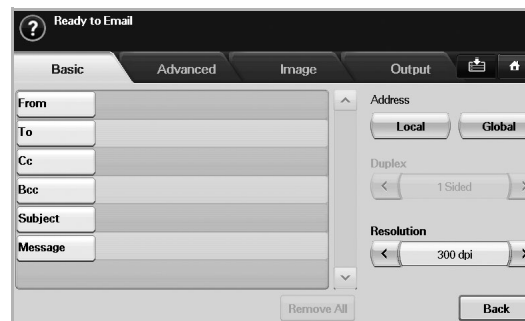 ? Ready to Email
Basic Advanced Image Output
From
To
Cc
Bcc
Subject
Message
Address
Local Global
Duplex
1 Sided
Resolution
300 dpi
Remove All
Back